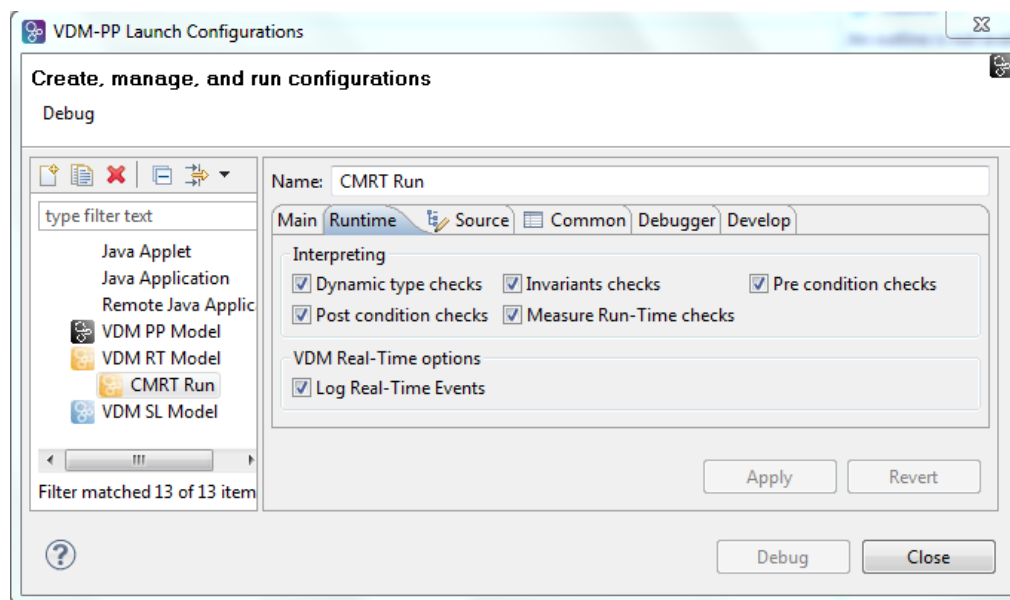 VDM-PP Launch Configurations
Create, manage, and run configurations
Debug
type filter text
Java Applet
Java Application
Remote Java Applic
VDM PP Model
VDM RT Model
CMRT Run
VDM SL Model
Filter matched 13 of 13 item
Name: CMRT Run
Main Runtime Source Common Debugger Develop
Interpreting
Dynamic type checks Invariants checks Pre condition checks
Post condition checks Measure Run-Time checks
VDM Real-Time options
Log Real-Time Events
Apply Revert
? Debug Close